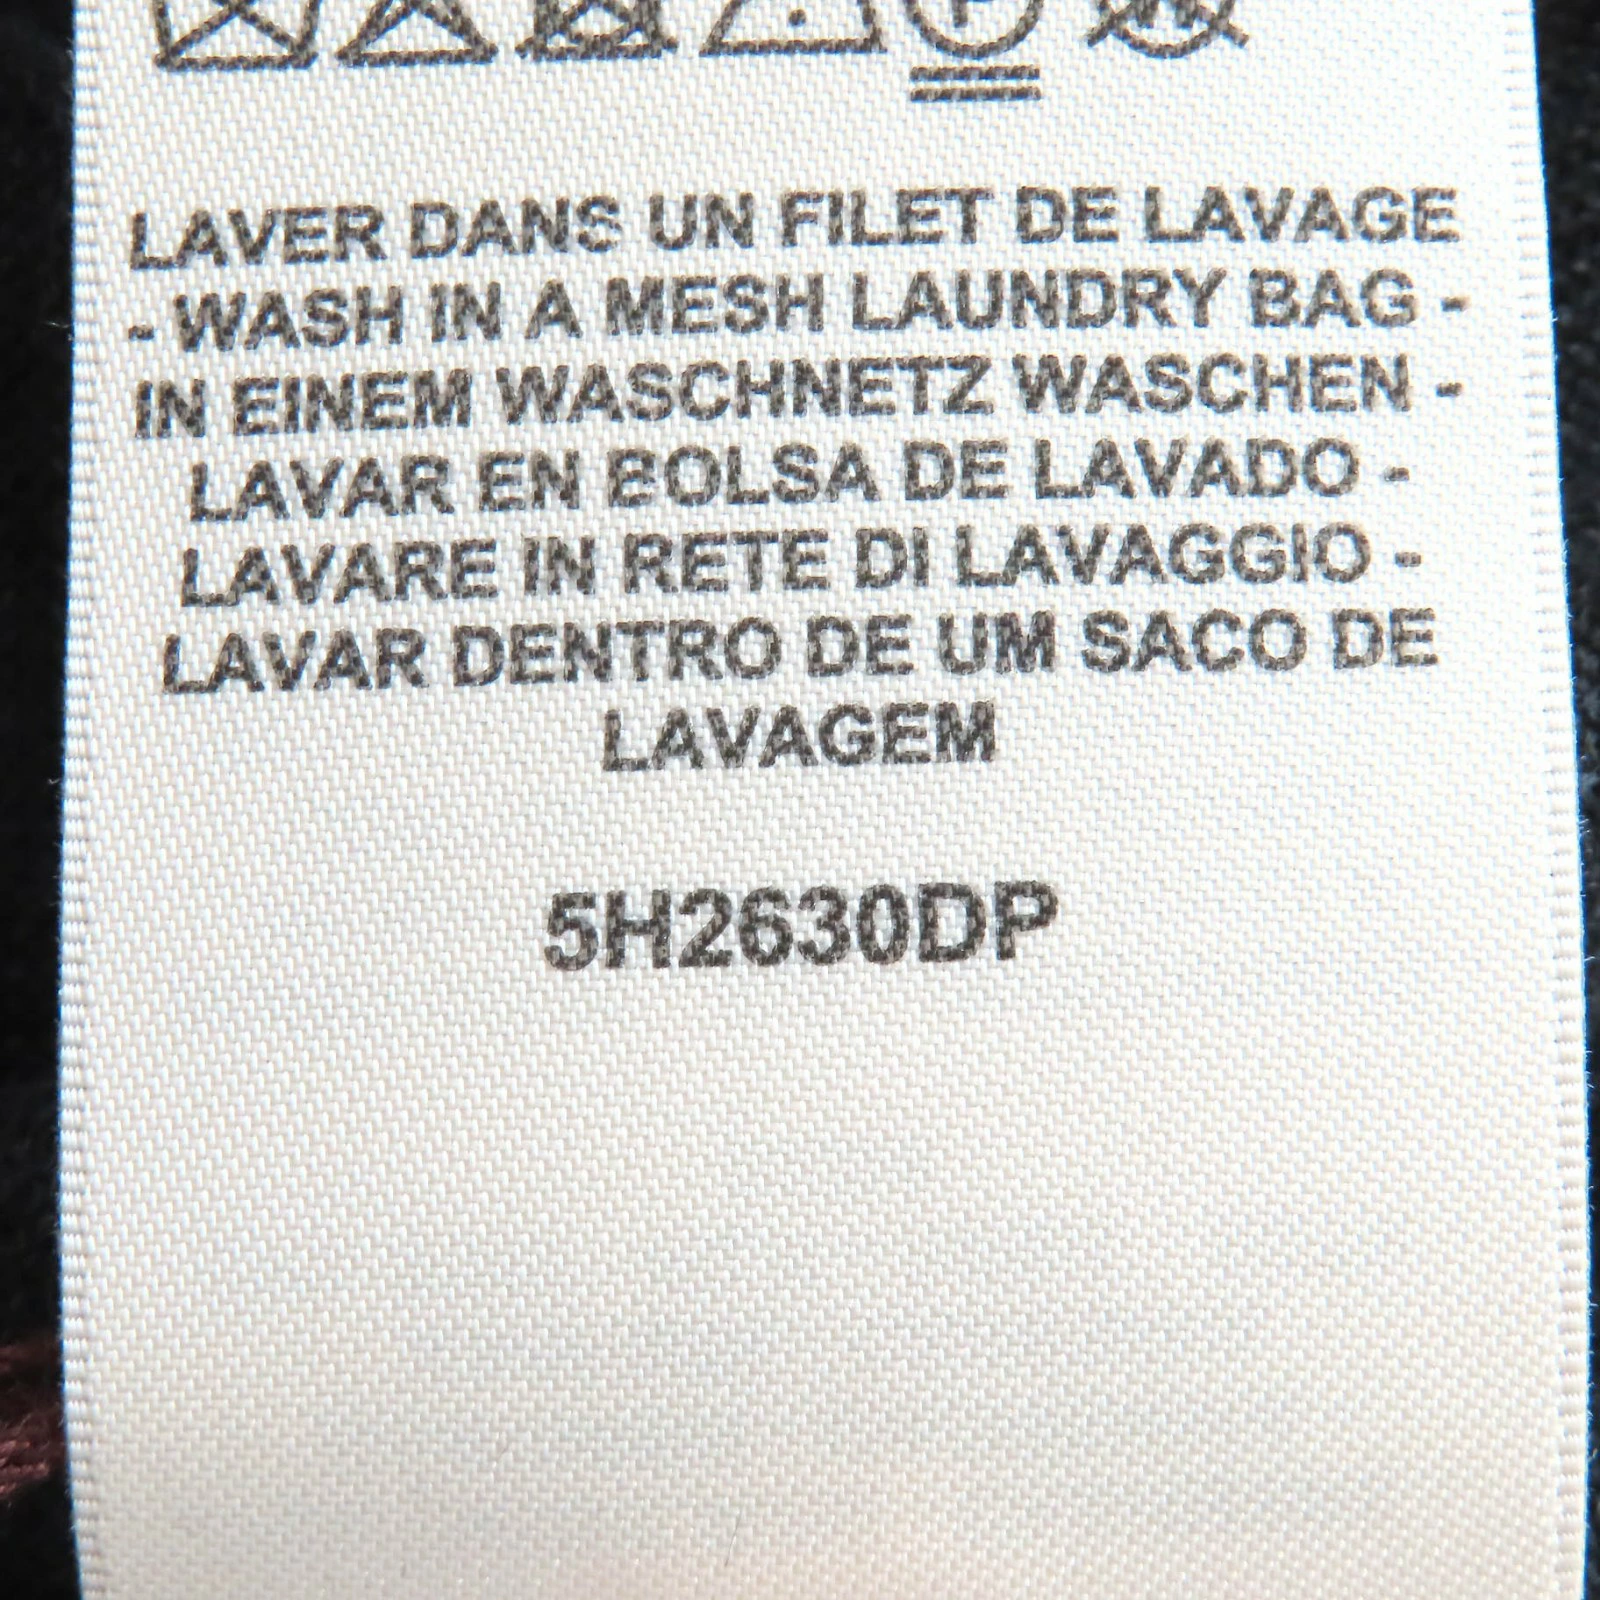 LAVER DANS UN FILET DE LAVAGE
- WASH IN A MESH LAUNDRY BAG -
IN EINEM WASCHNETZ WASCHEN -
LAVAR EN BOLSA DE LAVADO -
LAVARE IN RETE DI LAVAGGIO -
LAVAR DENTRO DE UM SACO DE
LAVAGEM
5H2630DP